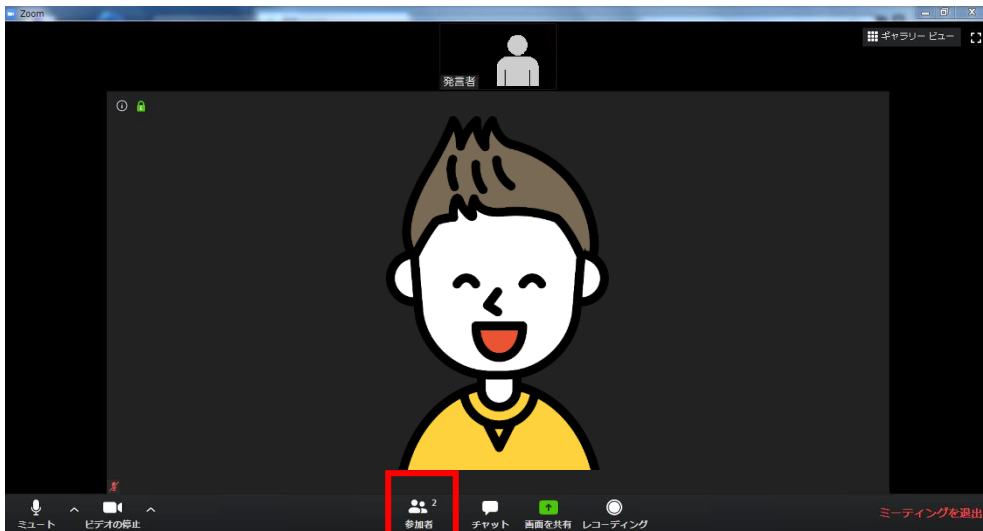 Zoom
ギャラリー ビュー
発言者
2
ミュート
ビデオの停止
参加者
チャット
画面を共有
レコーディング
ミーティングを退出